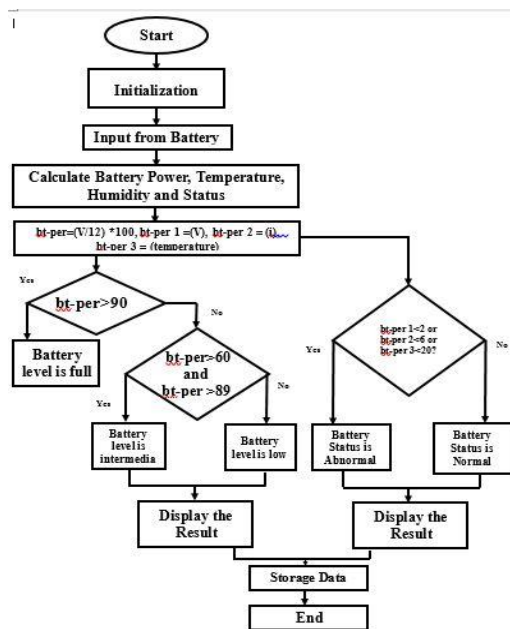 Start
Initialization
Input from Battery
Calculate Battery Power, Temperature,
Humidity and Status
bt-per=(V/12) *100, bt-per 1 =(V), bt-per 2 = (i),
bt-per 3 = (temperature)
Yes
bt-per>90
No
Battery
level is full
bt-per>60
and
bt-per >89
Yes
No
bt-per 1<2 or
bt-per 2<6 or
bt-per 3<20?
Yes
No
Battery
level is
intermedia
Battery
level is low
Battery
Status is
Abnormal
Battery
Status is
Normal
Display the
Result
Display the
Result
Storage Data
End